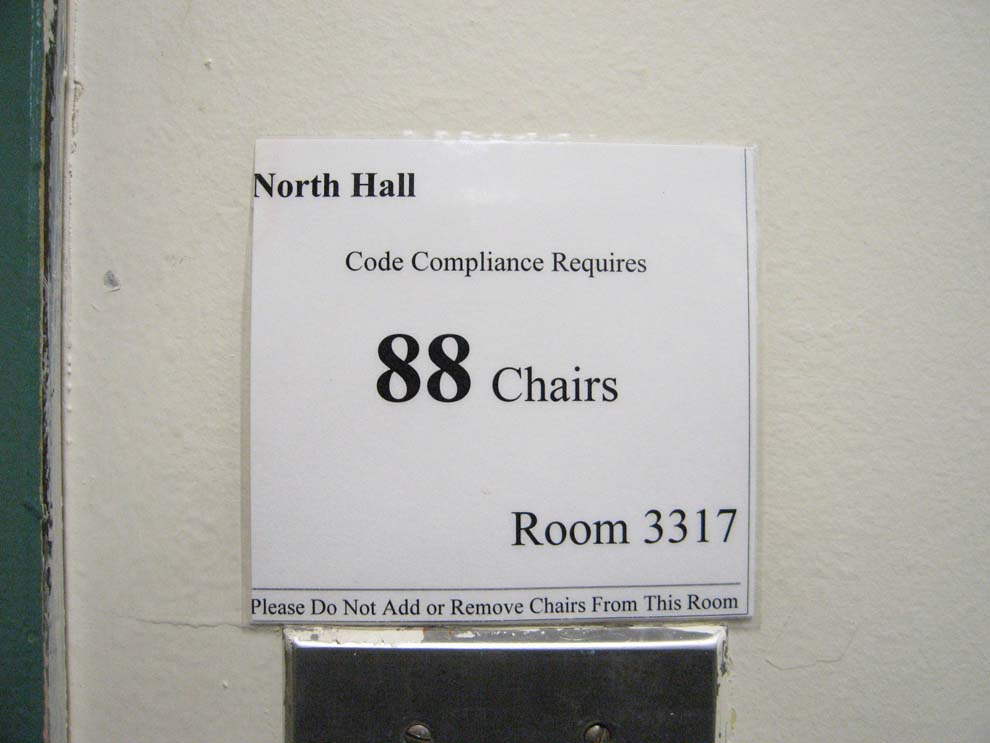 North Hall
Code Compliance Requires
88 Chairs
Room 3317
Please Do Not Add or Remove Chairs From This Room